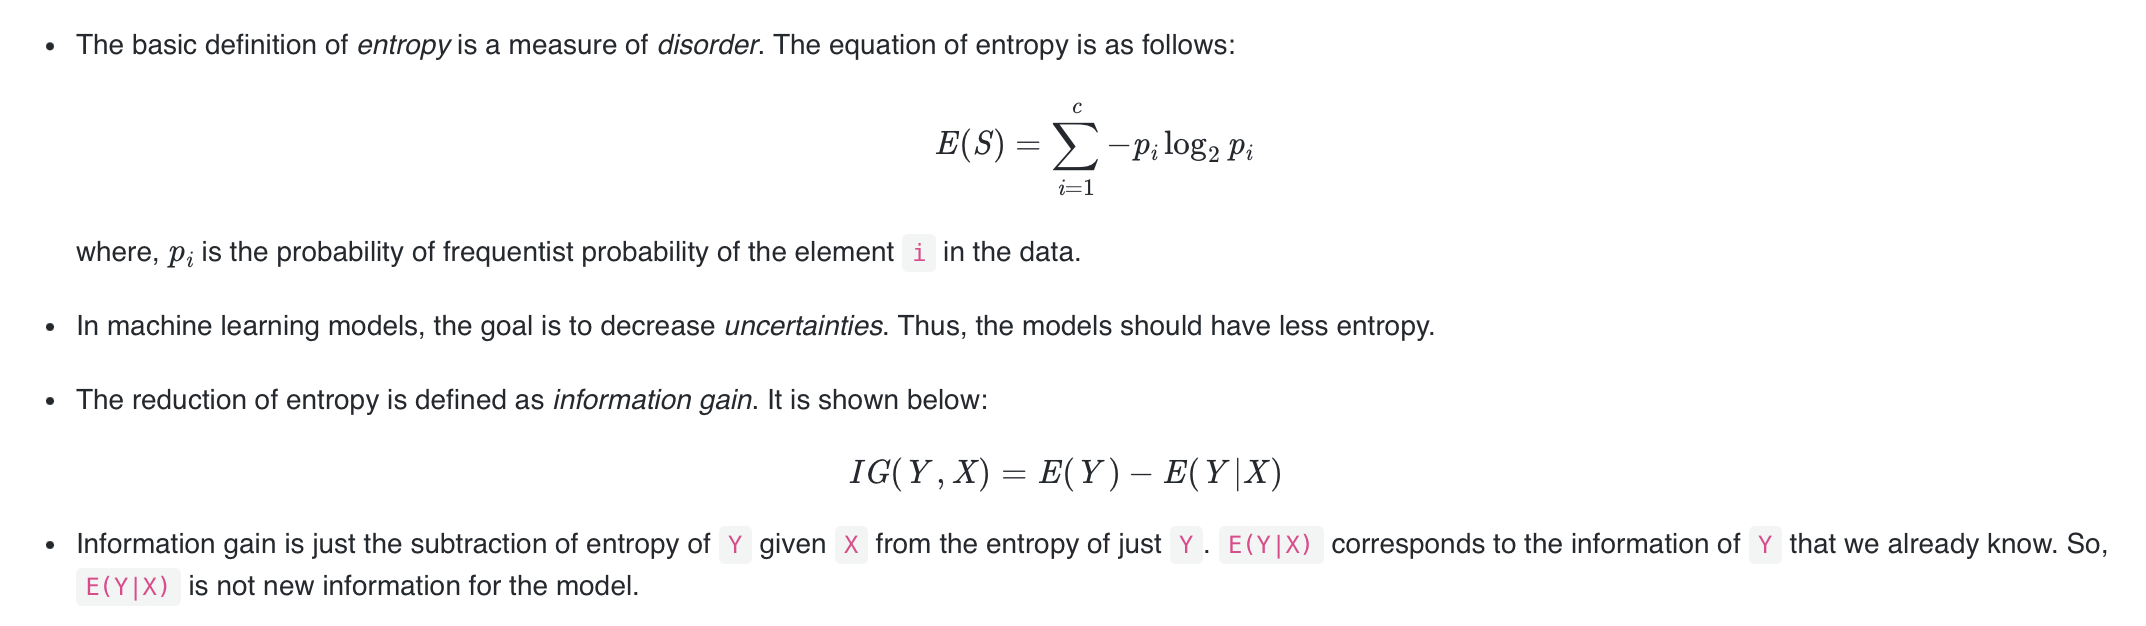 • The basic definition of entropy is a measure of disorder. The equation of entropy is as follows:
E(S) = \sum_{i=1}^{c} -p_i \log_2 p_i
where, p_i is the probability of frequentist probability of the element i in the data.
• In machine learning models, the goal is to decrease uncertainties. Thus, the models should have less entropy.
• The reduction of entropy is defined as information gain. It is shown below:
IG(Y, X) = E(Y) − E(Y|X)
• Information gain is just the subtraction of entropy of Y given X from the entropy of just Y. E(Y|X) corresponds to the information of Y that we already know. So,
E(Y|X) is not new information for the model.